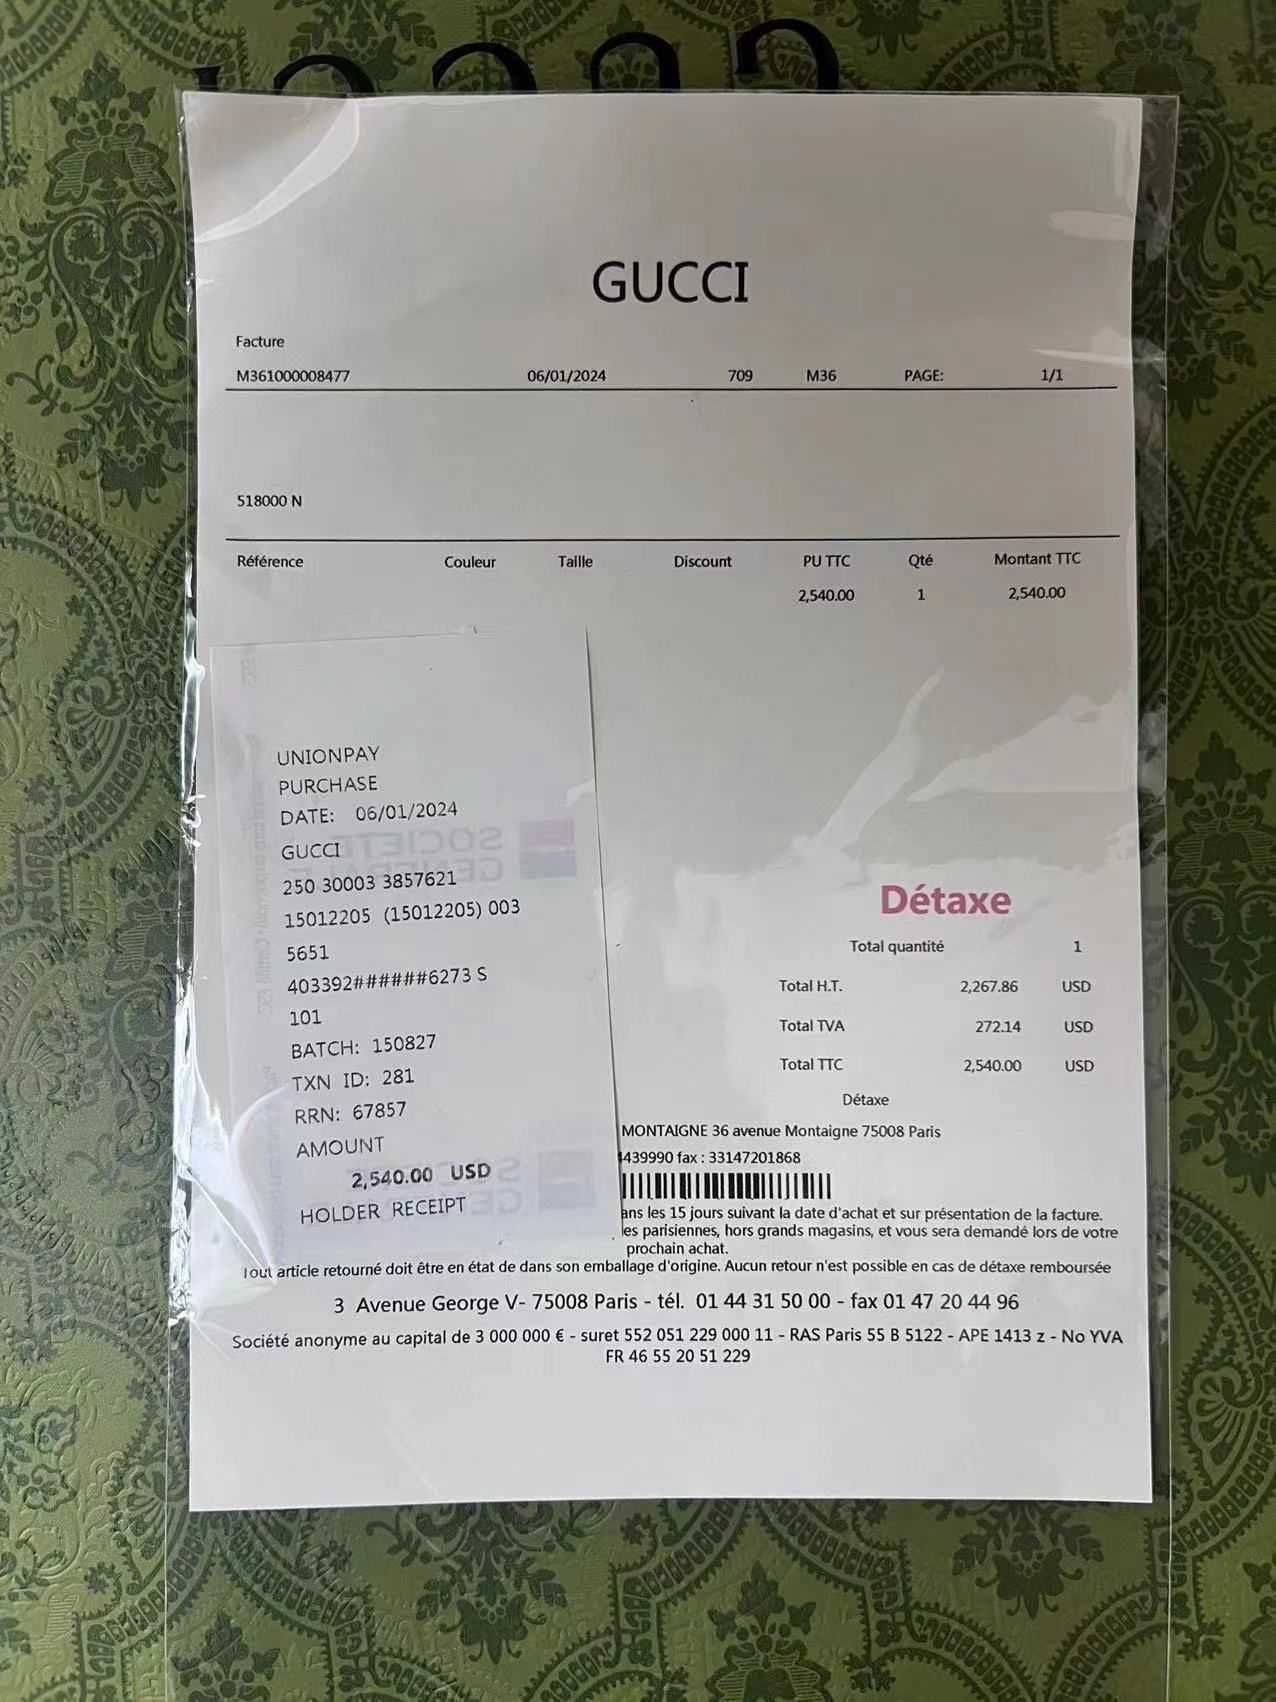 GUCCI
Facture
M361000008477 06/01/2024 709 M36 PAGE: 1/1
518000 N
Référence Couleur Taille Discount PU TTC Qté Montant TTC
2,540.00 1 2,540.00
UNIONPAY
PURCHASE
DATE: 06/01/2024
GUCCI
250 30003 3857621
15012205 (15012205) 003
5651
403392######6273 S
101
BATCH: 150827
TXN ID: 281
RRN: 67857
AMOUNT
2,540.00 USD
HOLDER RECEIPT
SOCIETE
Détaxe
Total quantité 1
Total H.T. 2,267.86 USD
Total TVA 272.14 USD
Total TTC 2,540.00 USD
Détaxe
MONTAIGNE 36 avenue Montaigne 75008 Paris
439990 fax : 33147201868
ans les 15 jours suivant la date d'achat et sur présentation de la facture.
es parisiennes, hors grands magasins, et vous sera demandé lors de votre
prochain achat.
Tout article retourné doit être en état de dans son emballage d'origine. Aucun retour n'est possible en cas de détaxe remboursée
3 Avenue George V- 75008 Paris - tél. 01 44 31 50 00 - fax 01 47 20 44 96
Société anonyme au capital de 3 000 000 € - suret 552 051 229 000 11 - RAS Paris 55 B 5122 - APE 1413 z - No YVA
FR 46 55 20 51 229